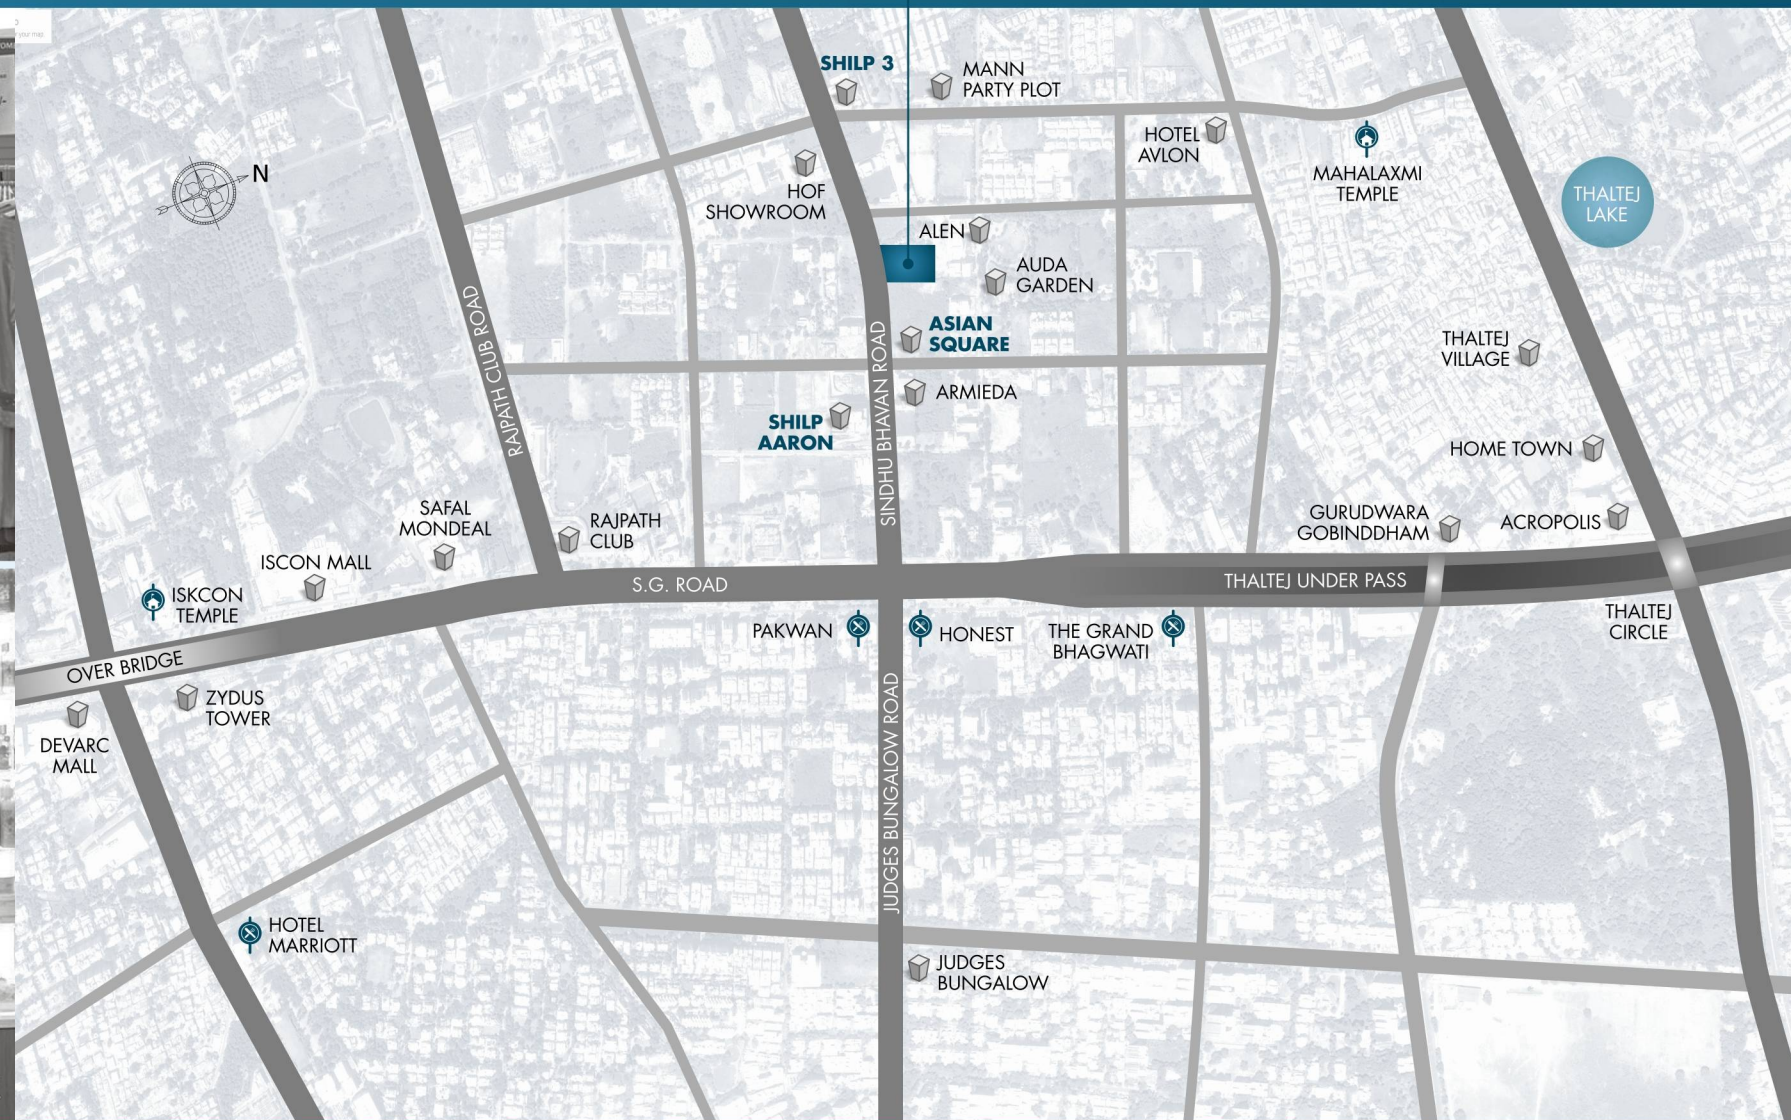 your map
SHILP 3
MANN
PARTY PLOT
HOTEL
AVLON
MAHALAXMI
TEMPLE
THALTEJ
LAKE
N
HOF
SHOWROOM
ALEN
AUDA
GARDEN
RAJPATH CLUB ROAD
SINDHU BHAVAN ROAD
ASIAN
SQUARE
THALTEJ
VILLAGE
ARMIEDA
SHILP
AARON
HOME TOWN
SAFAL
MONDEAL
RAJPATH
CLUB
GURUDWARA
GOBINDDHAM
ACROPOLIS
ISCON MALL
S.G. ROAD
THALTEJ UNDER PASS
ISKCON
TEMPLE
THALTEJ
CIRCLE
PAKWAN
HONEST
THE GRAND
BHAGWATI
OVER BRIDGE
ZYDUS
TOWER
DEVARC
MALL
JUDGES BUNGALOW ROAD
HOTEL
MARRIOTT
JUDGES
BUNGALOW